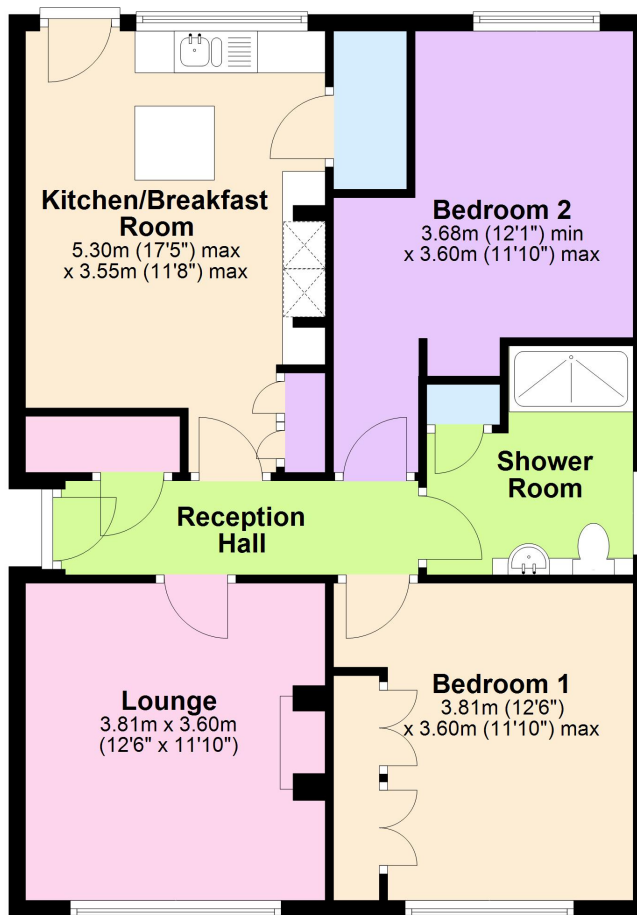 Kitchen/Breakfast
Room
5.30m (17'5") max
x 3.55m (11'8") max
Bedroom 2
3.68m (12'1") min
x 3.60m (11'10") max
Shower
Room
Reception
Hall
Lounge
3.81m x 3.60m
(12'6" x 11'10")
Bedroom 1
3.81m (12'6")
x 3.60m (11'10") max